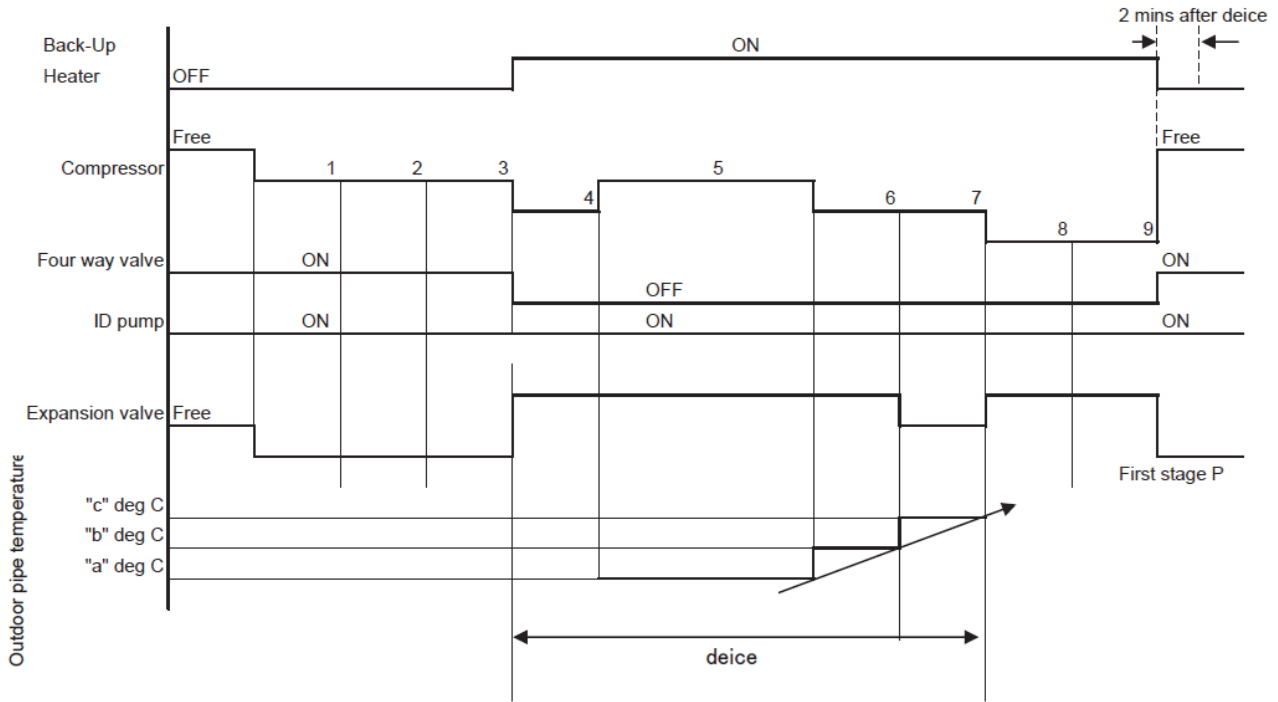 2 mins after deice
Back-Up
Heater
OFF
ON
Free
Free
Compressor
1
2
3
4
5
6
7
8
9
Four way valve
ON
OFF
ON
ID pump
ON
ON
ON
Expansion valve
Free
First stage P
Outdoor pipe temperature
"c" deg C
"b" deg C
"a" deg C
deice